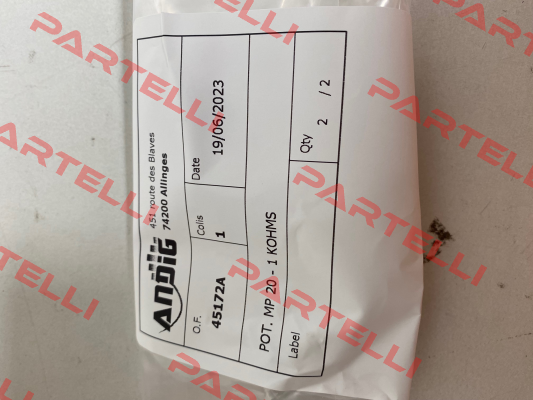 ANDIG
451 route des Blaves
74200 Allinges
O.F.
45172A
Colis
1
Date
19/06/2023
POT. MP 20 - 1 KOHMS
Label
Qty
2 / 2
PARTELLI
PARTELLI
PARTELLI
PARTELLI
PARTELLI
PARTELLI